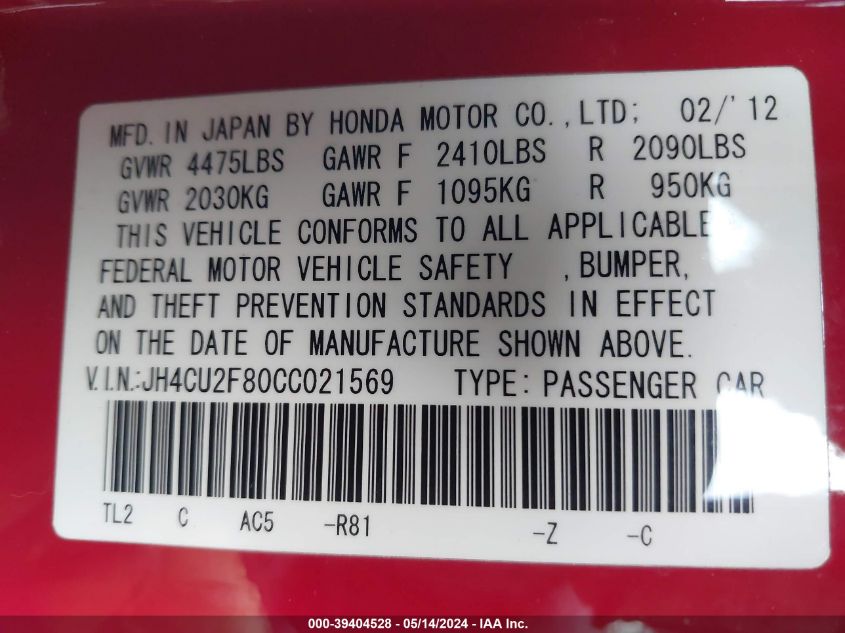 MFD. IN JAPAN BY HONDA MOTOR CO., LTD; 02/'12
GVWR 4475LBS GAWR F 2410LBS R 2090LBS
GVWR 2030KG GAWR F 1095KG R 950KG
THIS VEHICLE CONFORMS TO ALL APPLICABLE
FEDERAL MOTOR VEHICLE SAFETY , BUMPER,
AND THEFT PREVENTION STANDARDS IN EFFECT
ON THE DATE OF MANUFACTURE SHOWN ABOVE.
V.I.N.:JH4CU2F80CC021569 TYPE: PASSENGER CAR
TL2 C AC5 -R81 -Z -C
000-39404528 - 05/14/2024 - IAA Inc.